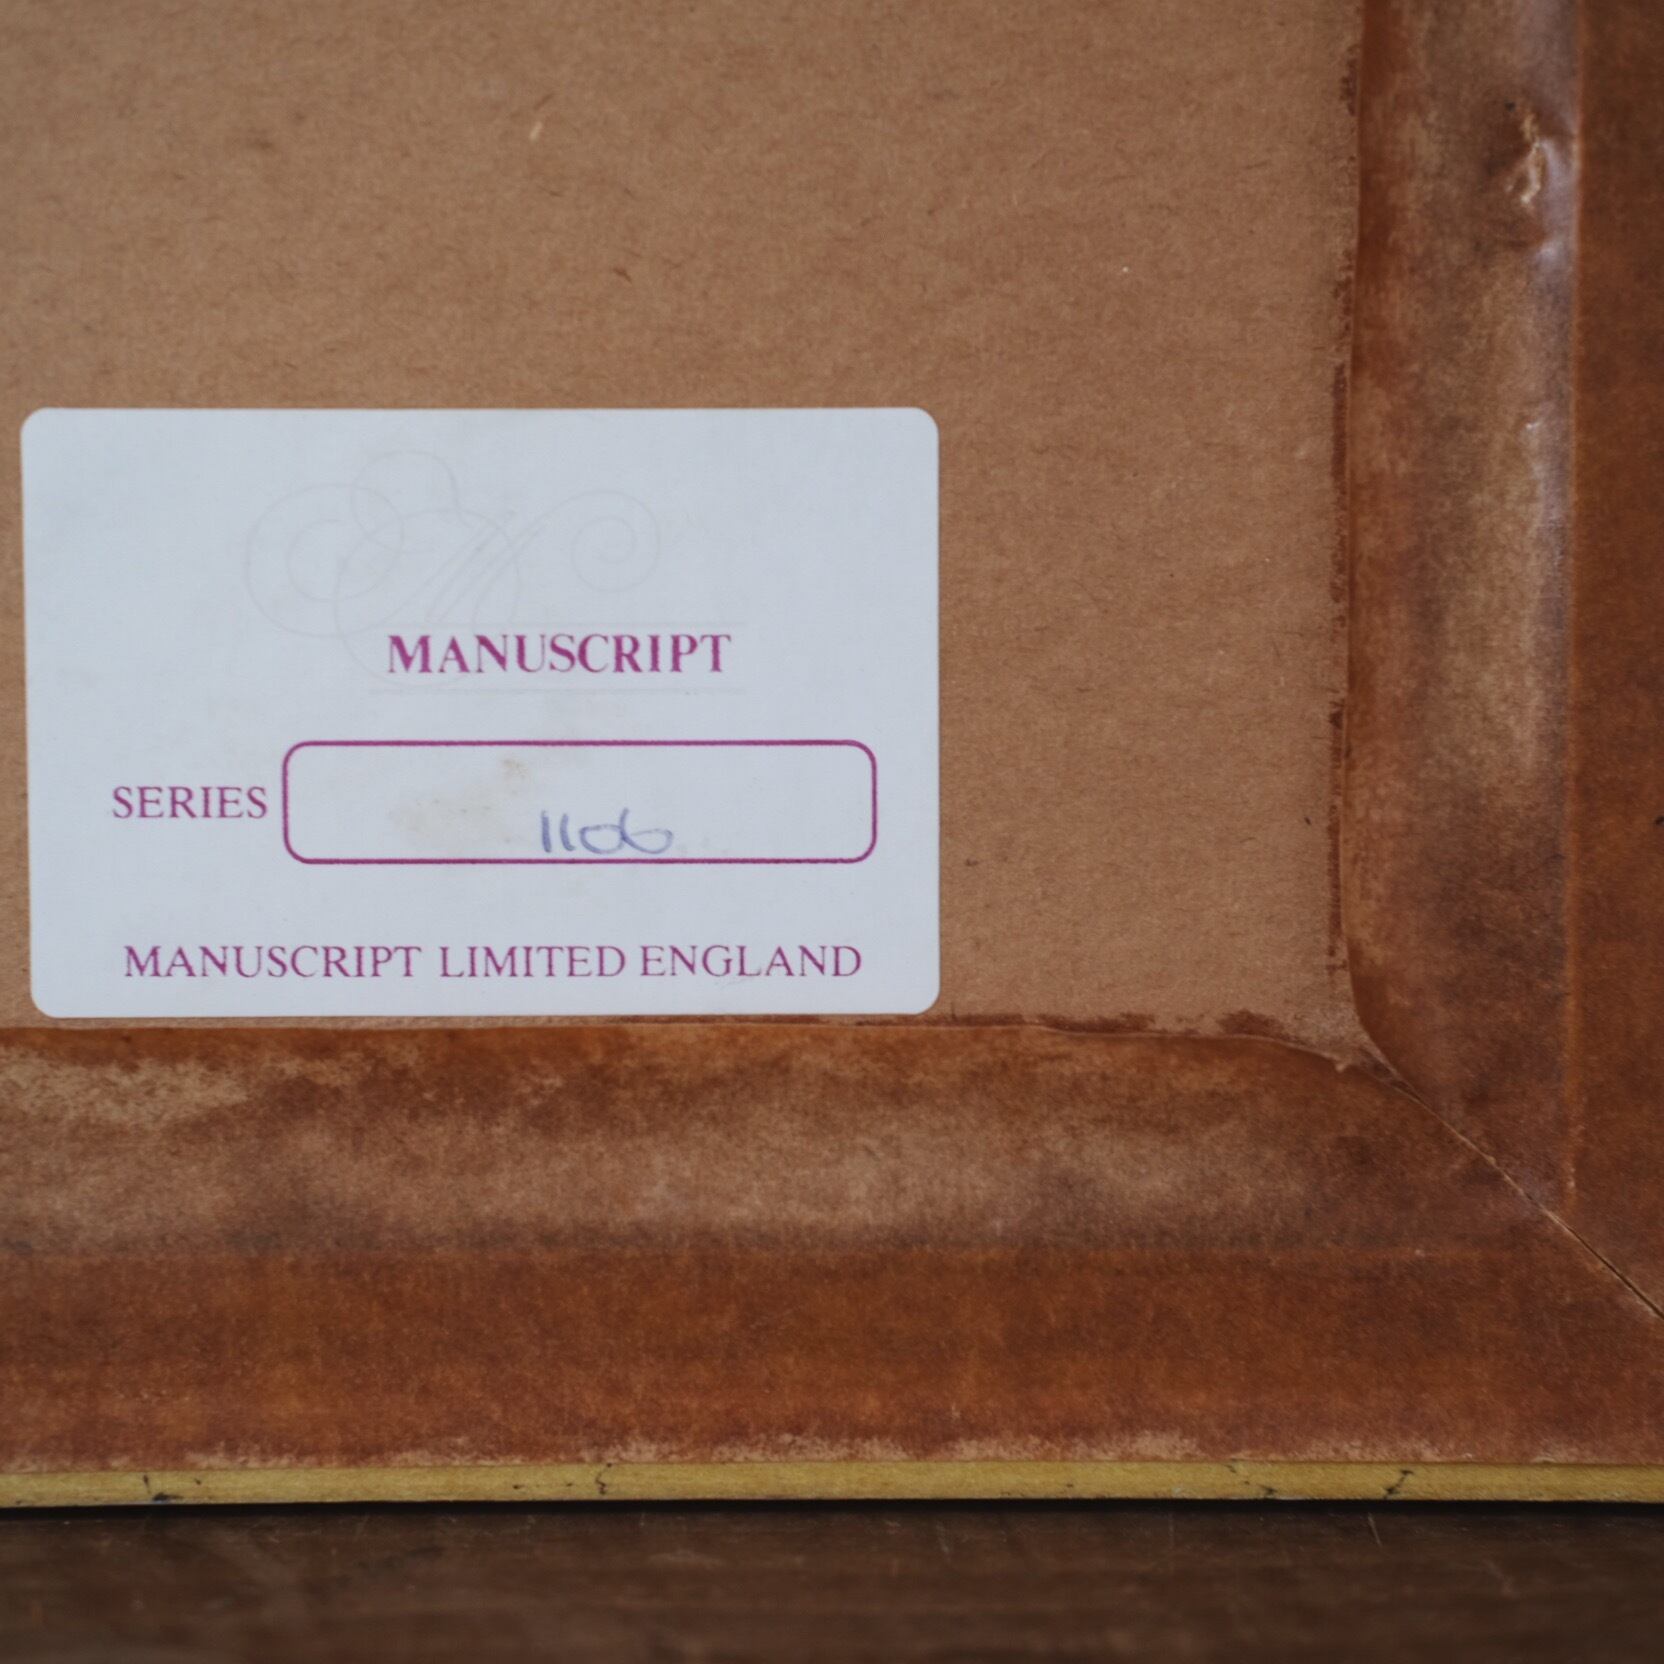 MANUSCRIPT
SERIES 1106
MANUSCRIPT LIMITED ENGLAND